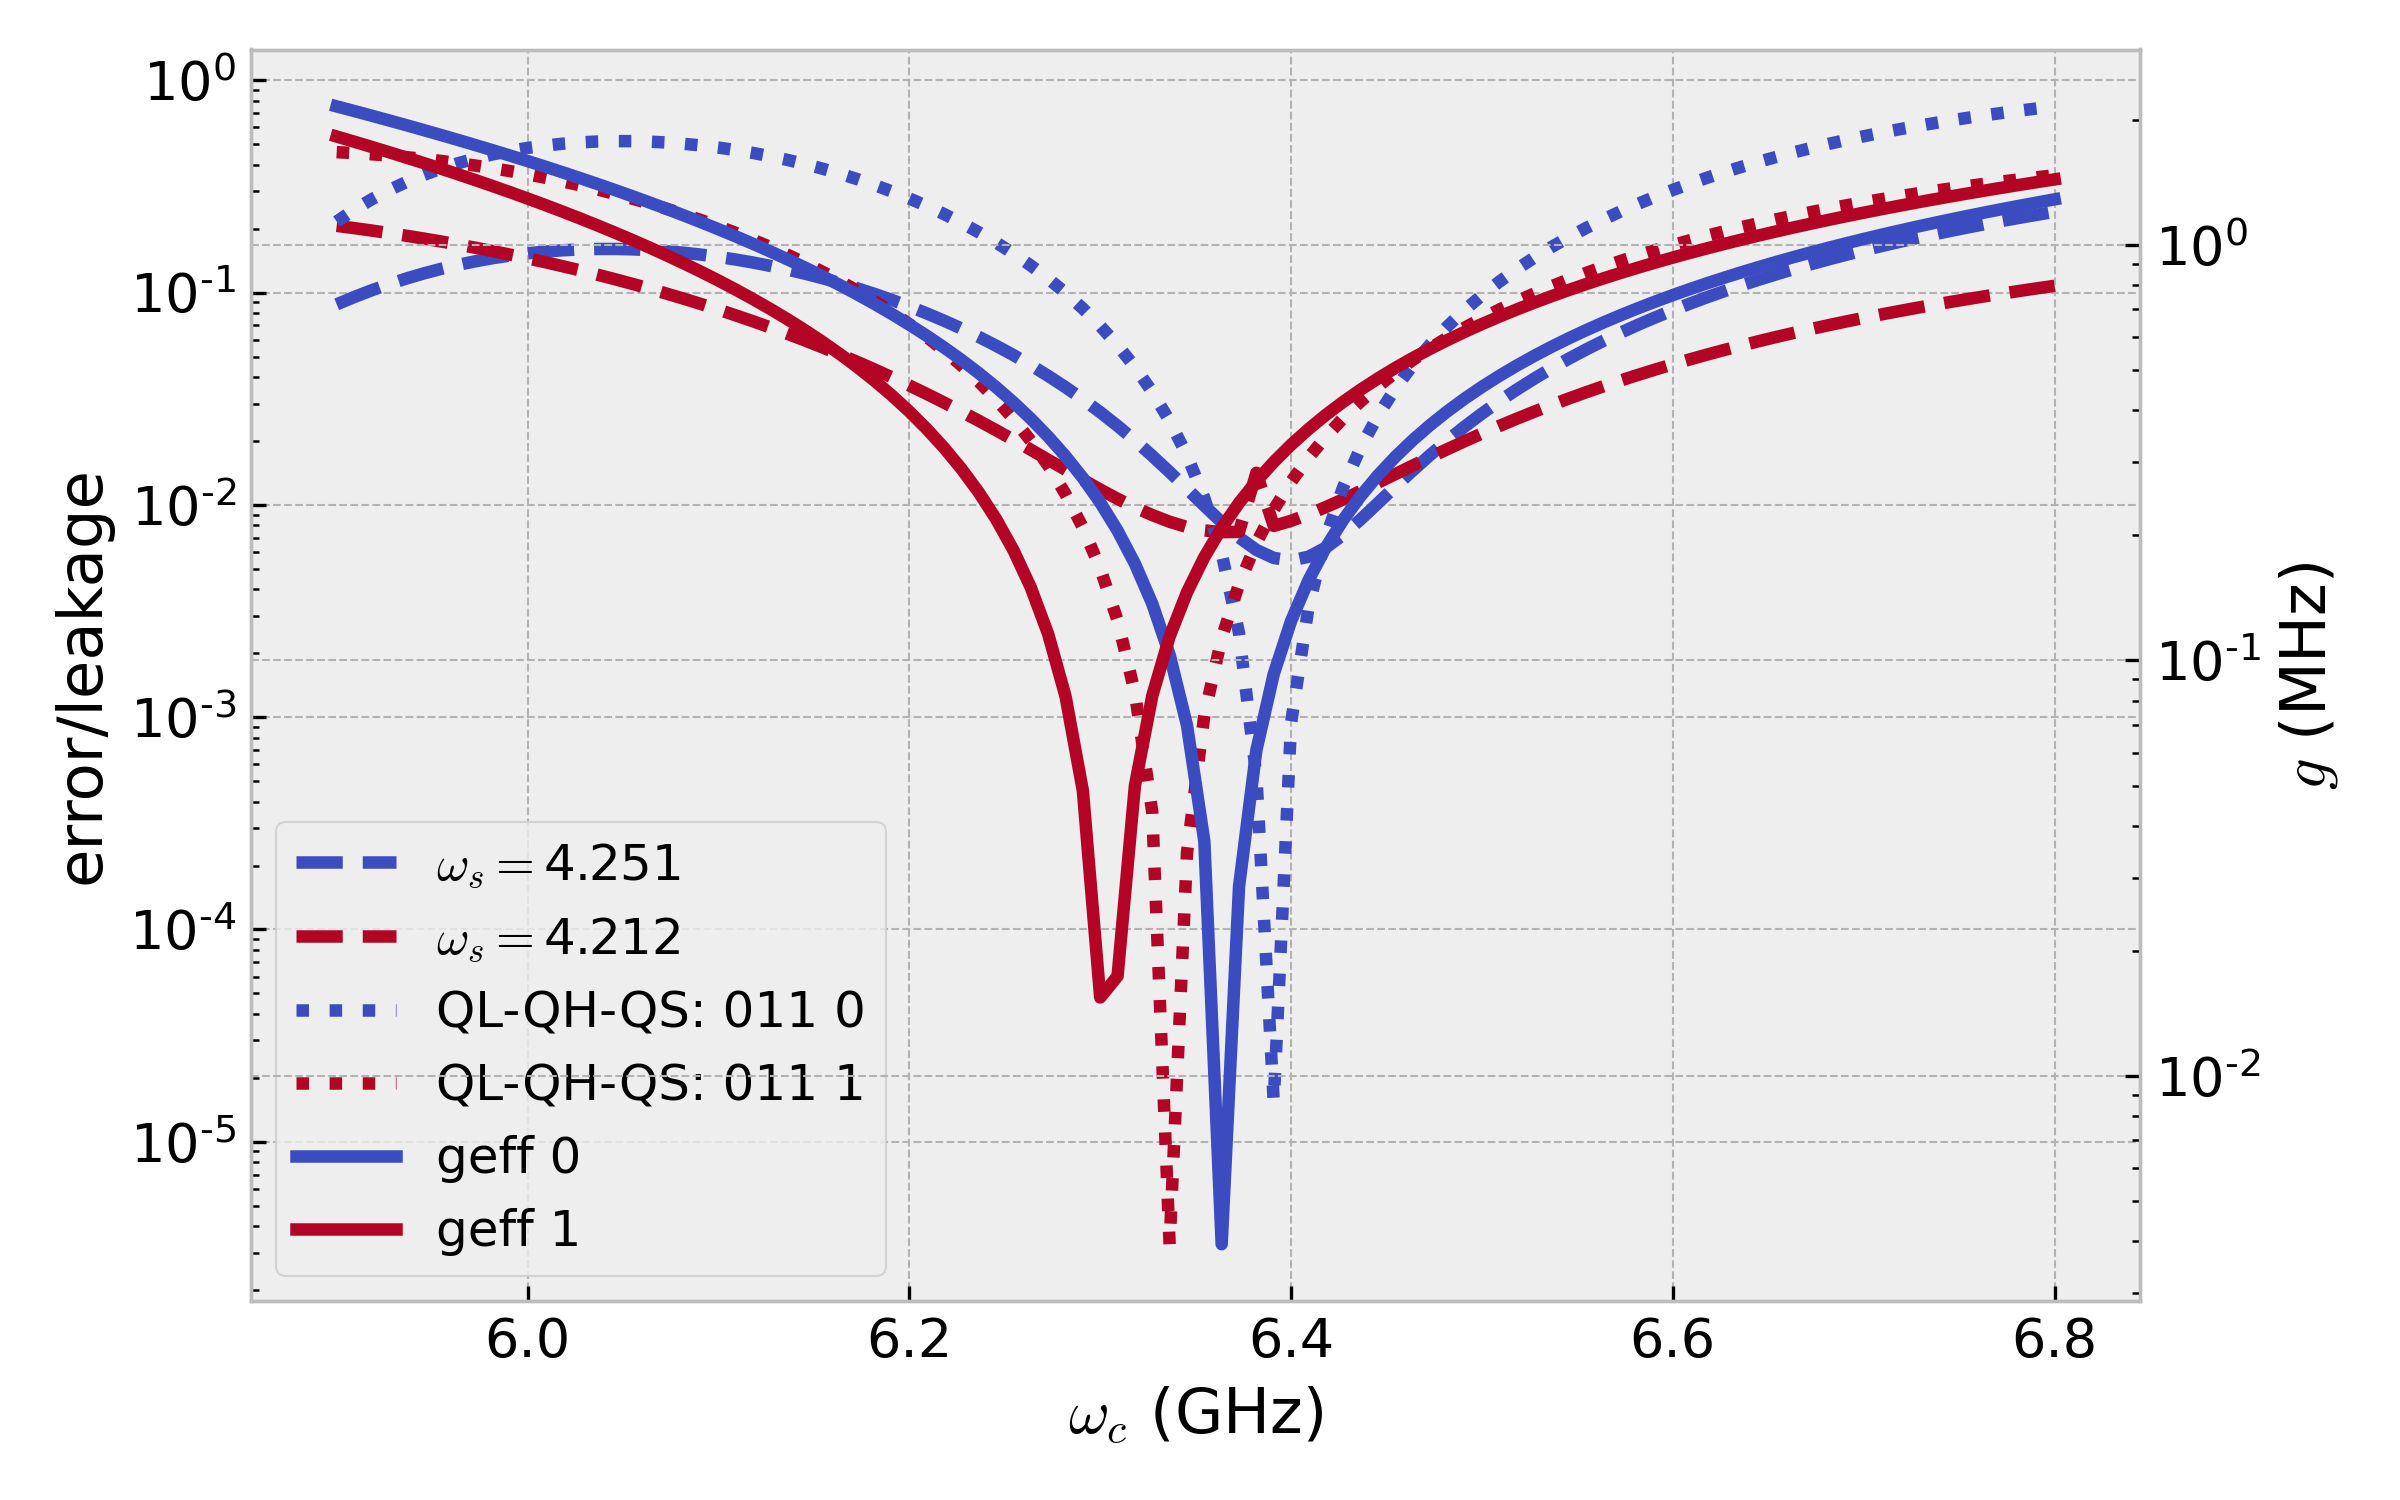 10^0
10^-1
10^-2
10^-3
10^-4
10^-5
error/leakage
10^0
10^-1
10^-2
g (MHz)
ω_s = 4.251
ω_s = 4.212
QL-QH-QS: 011 0
QL-QH-QS: 011 1
geff 0
geff 1
6.0 6.2 6.4 6.6 6.8
ω_c (GHz)